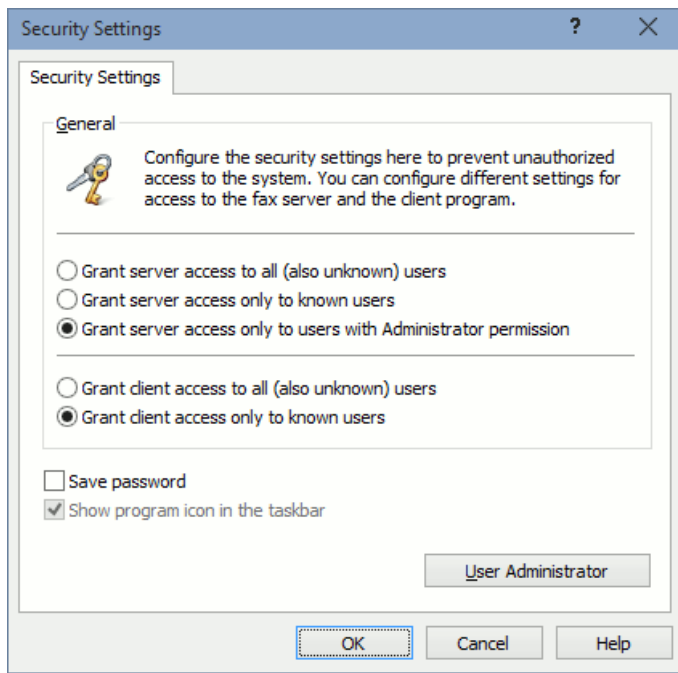 Security Settings ?
Security Settings
General
Configure the security settings here to prevent unauthorized
access to the system. You can configure different settings for
access to the fax server and the client program.
Grant server access to all (also unknown) users
Grant server access only to known users
Grant server access only to users with Administrator permission
Grant client access to all (also unknown) users
Grant client access only to known users
Save password
Show program icon in the taskbar
User Administrator
OK Cancel Help